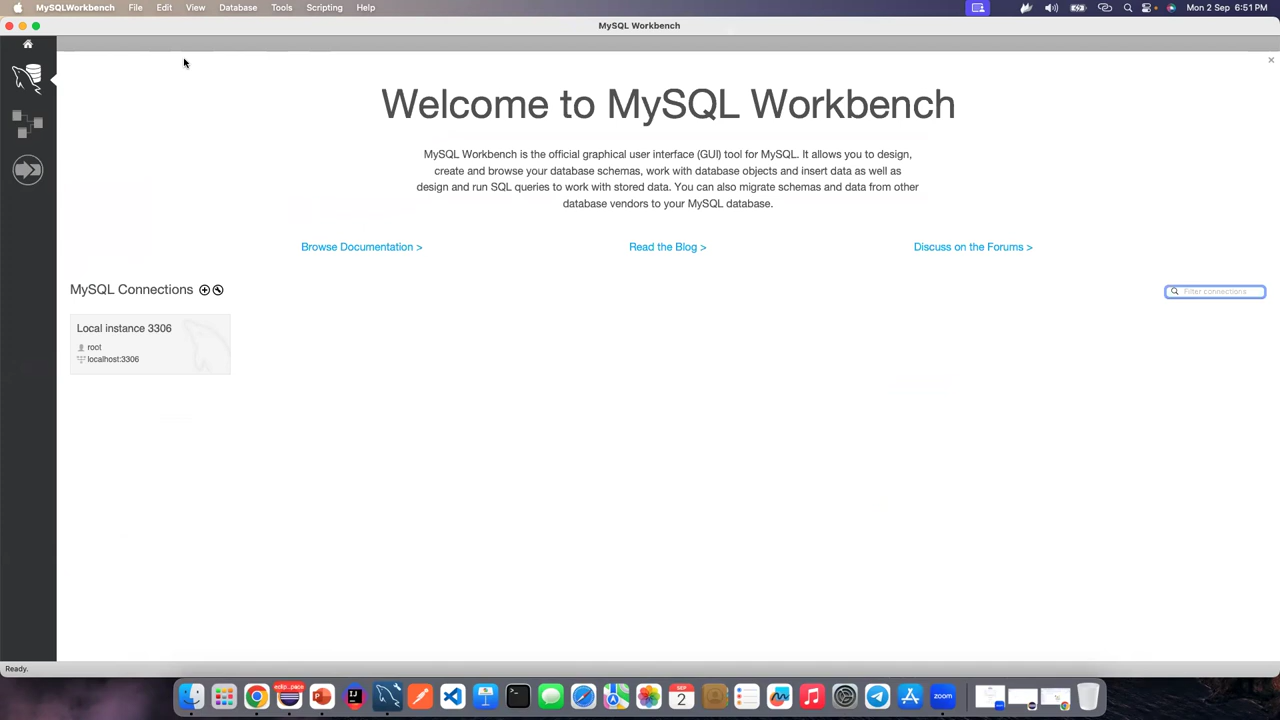 MySQLWorkbench File Edit View Database Tools Scripting Help Mon 2 Sep 6:51 PM
MySQL Workbench
Welcome to MySQL Workbench
MySQL Workbench is the official graphical user interface (GUI) tool for MySQL. It allows you to design,
create and browse your database schemas, work with database objects and insert data as well as
design and run SQL queries to work with stored data. You can also migrate schemas and data from other
database vendors to your MySQL database.
Browse Documentation > Read the Blog > Discuss on the Forums >
MySQL Connections Filter connections
Local instance 3306
root
localhost:3306
Ready.
SEP
2
zoom